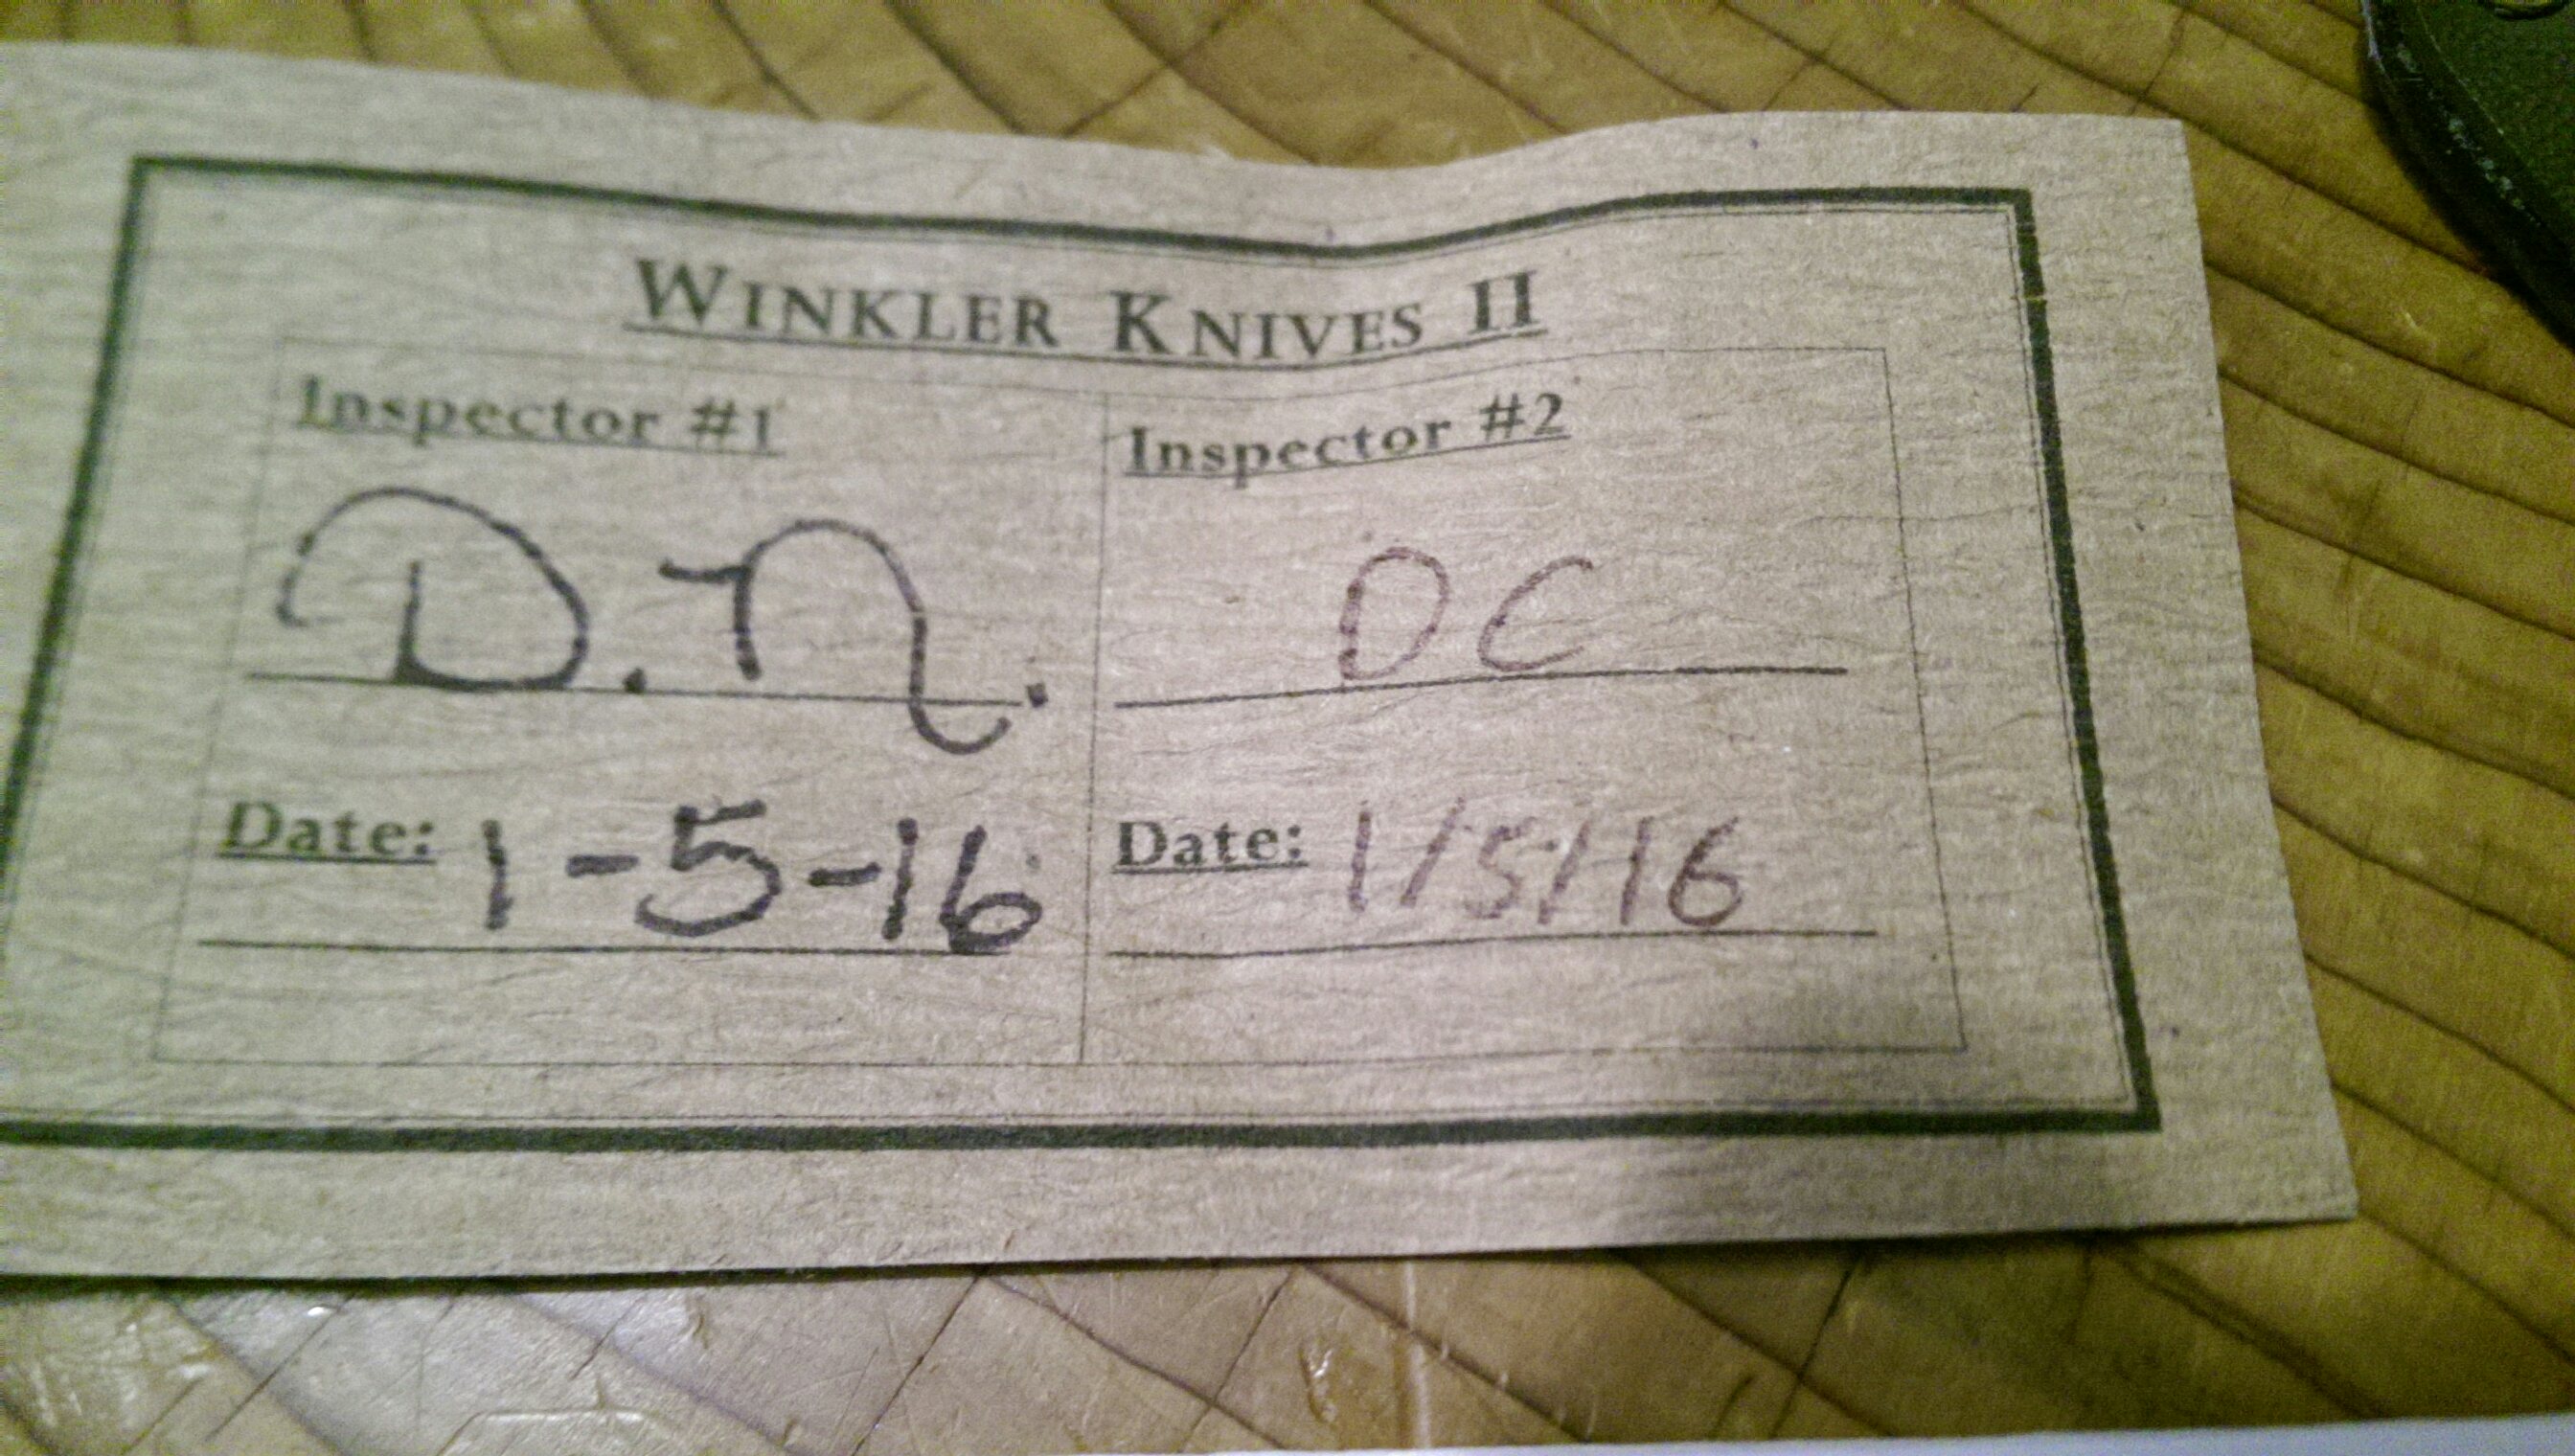 WINKLER KNIVES II
Inspector #1
D.N.
Date: 1-5-16
Inspector #2
DC
Date: 1/5/16